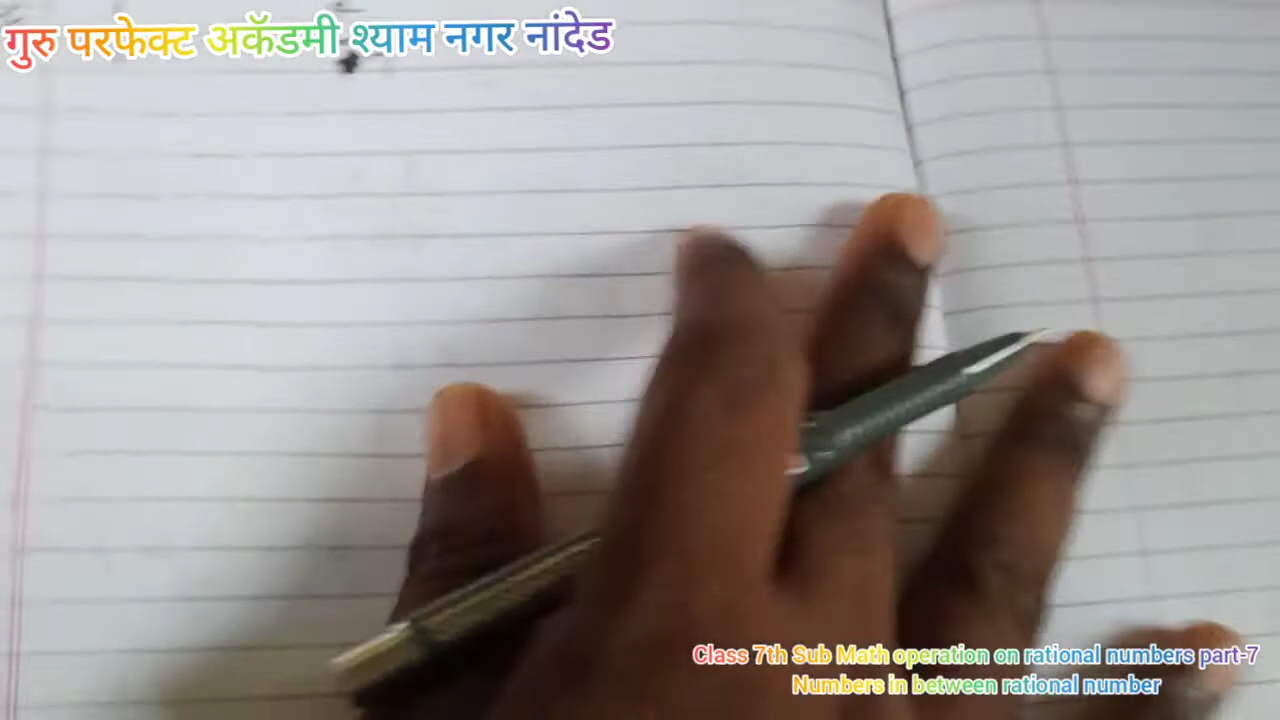 गुरु परफेक्ट अकॅडमी श्याम नगर नांदेड
Class 7th Sub Math operation on rational numbers part-7
Numbers in between rational number